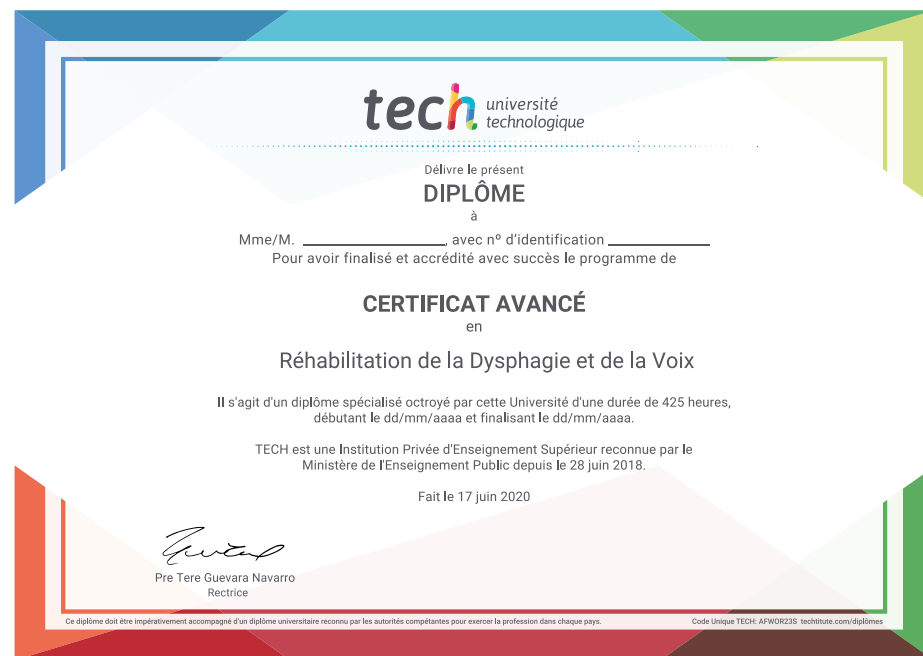 tech université
technologique
Délivre le présent
DIPLÔME
à
Mme/M. ____________, avec nº d'identification ____________
Pour avoir finalisé et accrédité avec succès le programme de
CERTIFICAT AVANCÉ
en
Réhabilitation de la Dysphagie et de la Voix
Il s'agit d'un diplôme spécialisé octroyé par cette Université d'une durée de 425 heures,
débutant le dd/mm/aaaa et finalisant le dd/mm/aaaa.
TECH est une Institution Privée d'Enseignement Supérieur reconnue par le
Ministère de l'Enseignement Public depuis le 28 juin 2018.
Fait le 17 juin 2020
Pre Tere Guevara Navarro
Rectrice
Ce diplôme doit être impérativement accompagné d'un diplôme universitaire reconnu par les autorités compétentes pour exercer la profession dans chaque pays.
Code Unique TECH: AFWOR23S techtitute.com/diplômes